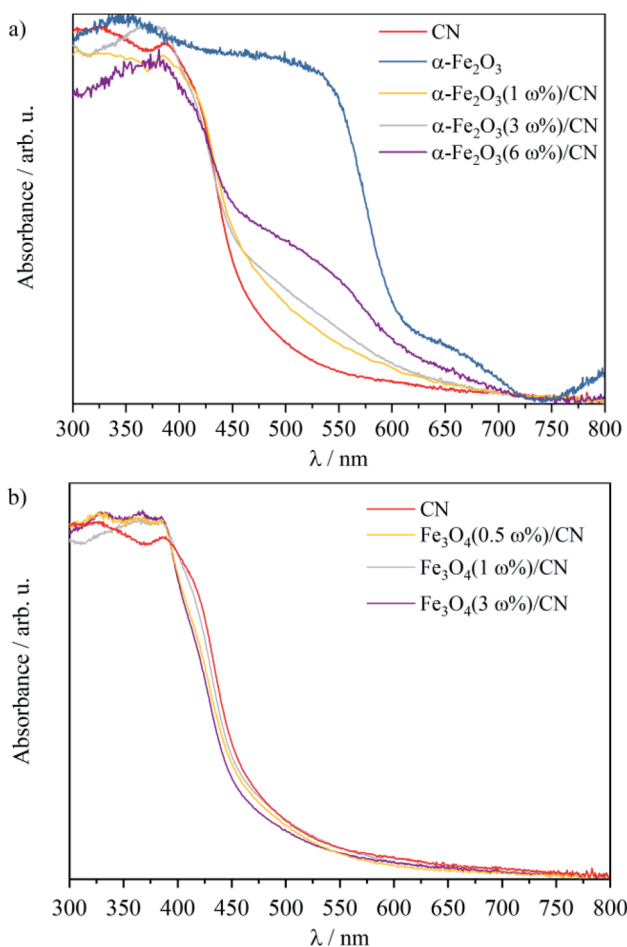 a)
CN
α-Fe₂O₃
α-Fe₂O₃(1 ω%)/CN
α-Fe₂O₃(3 ω%)/CN
α-Fe₂O₃(6 ω%)/CN
Absorbance / arb. u.
300 350 400 450 500 550 600 650 700 750 800
λ / nm
b)
CN
Fe₃O₄(0.5 ω%)/CN
Fe₃O₄(1 ω%)/CN
Fe₃O₄(3 ω%)/CN
Absorbance / arb. u.
300 350 400 450 500 550 600 650 700 750 800
λ / nm